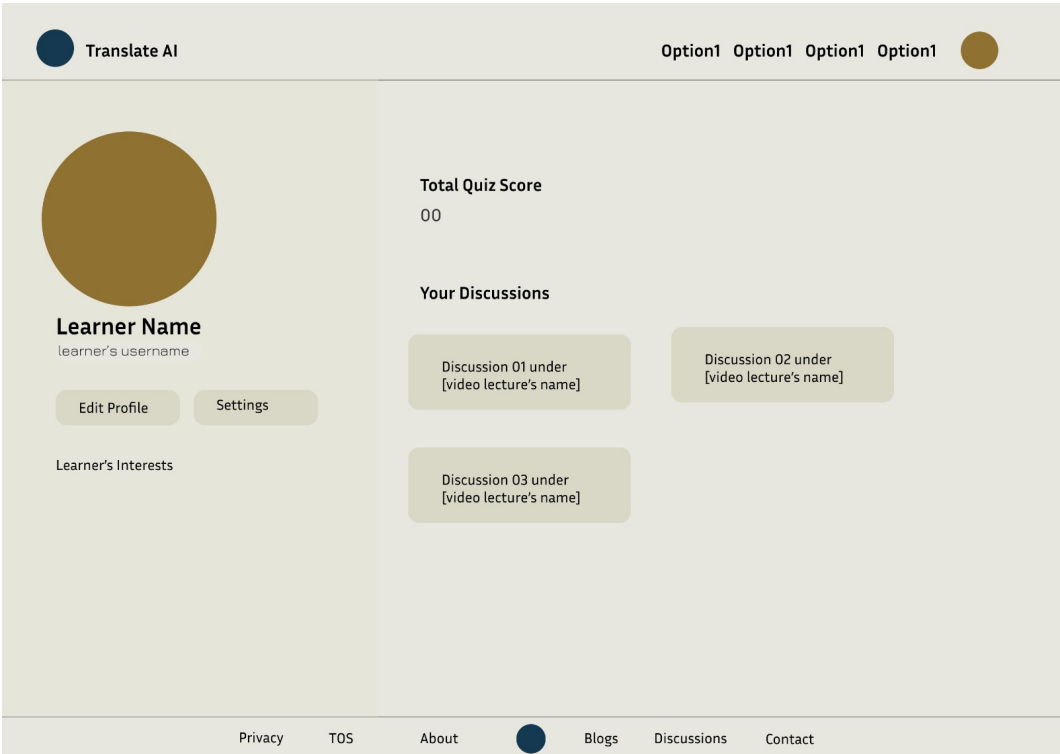 Translate AI
Option1 Option1 Option1 Option1
Learner Name
learner's username
Edit Profile
Settings
Learner's Interests
Total Quiz Score
00
Your Discussions
Discussion 01 under
[video lecture's name]
Discussion 02 under
[video lecture's name]
Discussion 03 under
[video lecture's name]
Privacy TOS About Blogs Discussions Contact